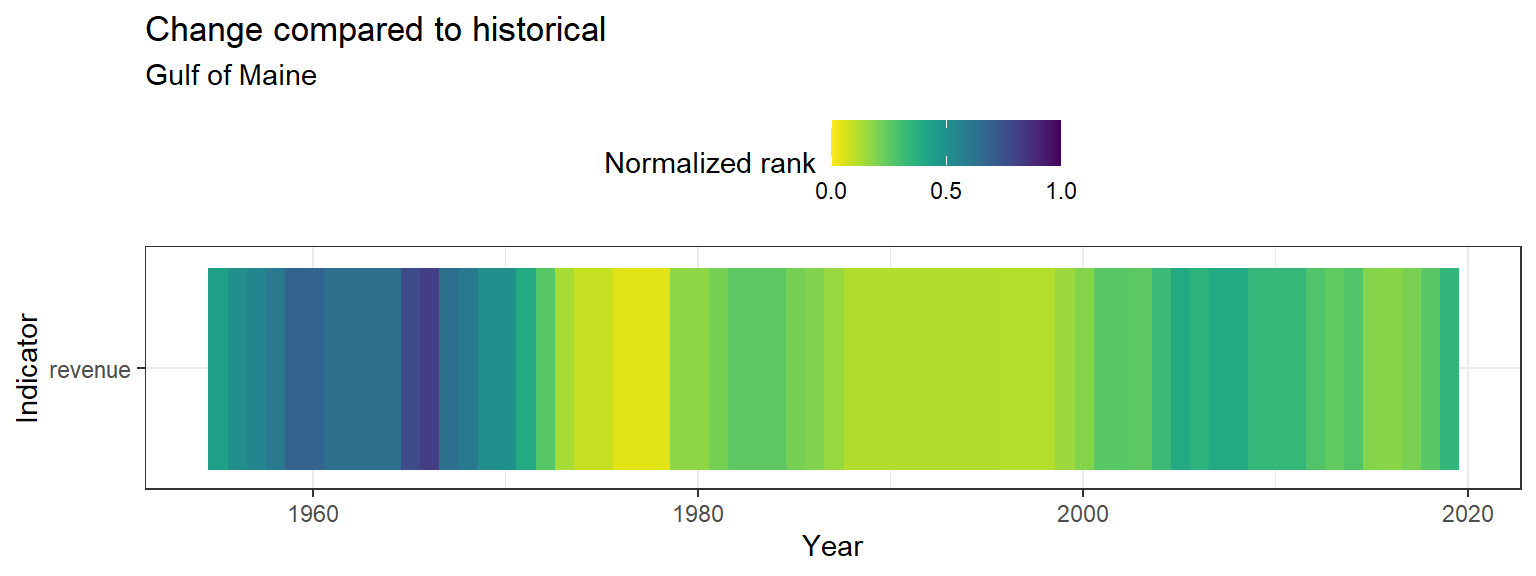 Change compared to historical
Gulf of Maine
Normalized rank
0.0 0.5 1.0
Indicator
revenue
1960 1980 2000 2020
Year